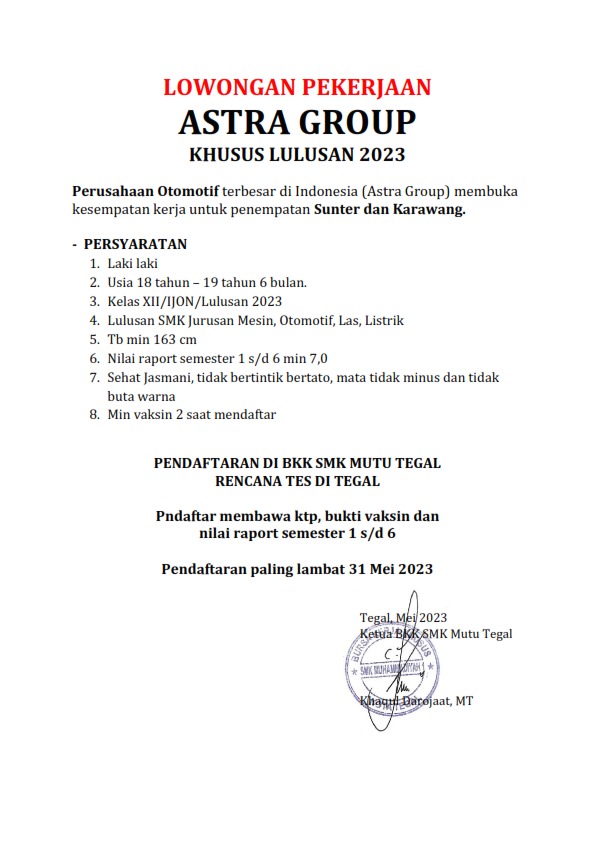 LOWONGAN PEKERJAAN
ASTRA GROUP
KHUSUS LULUSAN 2023
Perusahaan Otomotif terbesar di Indonesia (Astra Group) membuka
kesempatan kerja untuk penempatan Sunter dan Karawang.
- PERSYARATAN
1. Laki laki
2. Usia 18 tahun – 19 tahun 6 bulan.
3. Kelas XII/IJON/Lulusan 2023
4. Lulusan SMK Jurusan Mesin, Otomotif, Las, Listrik
5. Tb min 163 cm
6. Nilai raport semester 1 s/d 6 min 7,0
7. Sehat Jasmani, tidak bertintik bertato, mata tidak minus dan tidak
buta warna
8. Min vaksin 2 saat mendaftar
PENDAFTARAN DI BKK SMK MUTU TEGAL
RENCANA TES DI TEGAL
Pndaftar membawa ktp, bukti vaksin dan
nilai raport semester 1 s/d 6
Pendaftaran paling lambat 31 Mei 2023
Tegal, Mei 2023
Ketua BKK SMK Mutu Tegal
SMK MUHAMMADIYAH 1
Khaqul Darojaat, MT